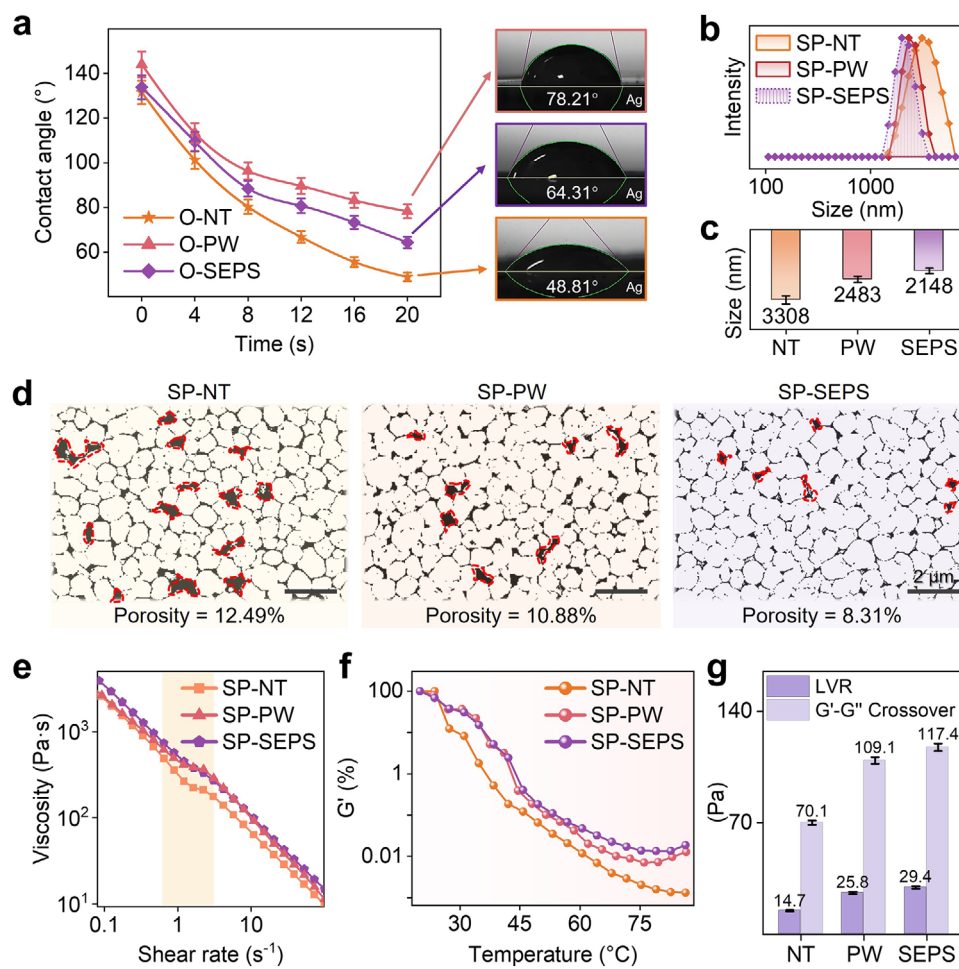 a
Contact angle (°)
140
120
100
80
60
O-NT
O-PW
O-SEPS
0
4
8
12
16
20
Time (s)
78.21°
Ag
64.31°
Ag
48.81°
Ag
b
Intensity
SP-NT
SP-PW
SP-SEPS
100
1000
Size (nm)
c
Size (nm)
3308
2483
2148
NT
PW
SEPS
d
SP-NT
SP-PW
SP-SEPS
2 μm
Porosity = 12.49%
Porosity = 10.88%
Porosity = 8.31%
e
Viscosity (Pa·s)
10³
10²
10¹
SP-NT
SP-PW
SP-SEPS
0.1
1
10
Shear rate (s⁻¹)
f
G' (%)
100
1
0.01
SP-NT
SP-PW
SP-SEPS
30
45
60
75
Temperature (°C)
g
(Pa)
140
70
LVR
G'-G" Crossover
14.7
70.1
25.8
109.1
29.4
117.4
NT
PW
SEPS